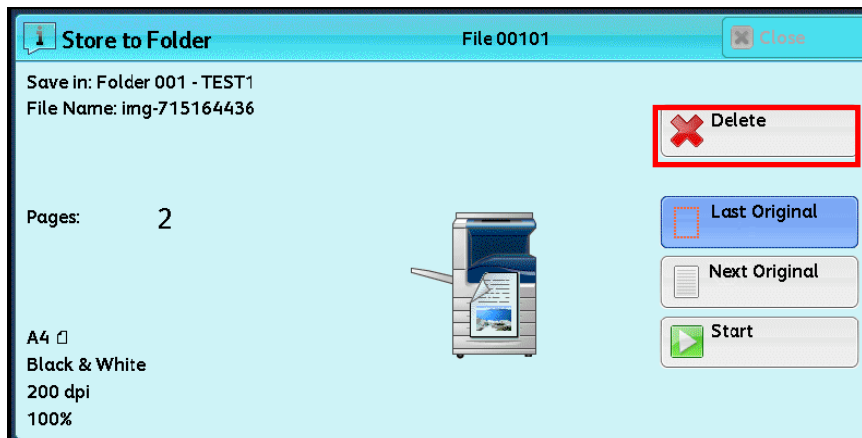 Store to Folder File 00101 Close
Save in: Folder 001 - TEST1
File Name: img-715164436
Delete
Pages: 2
Last Original
Next Original
Start
A4
Black & White
200 dpi
100%